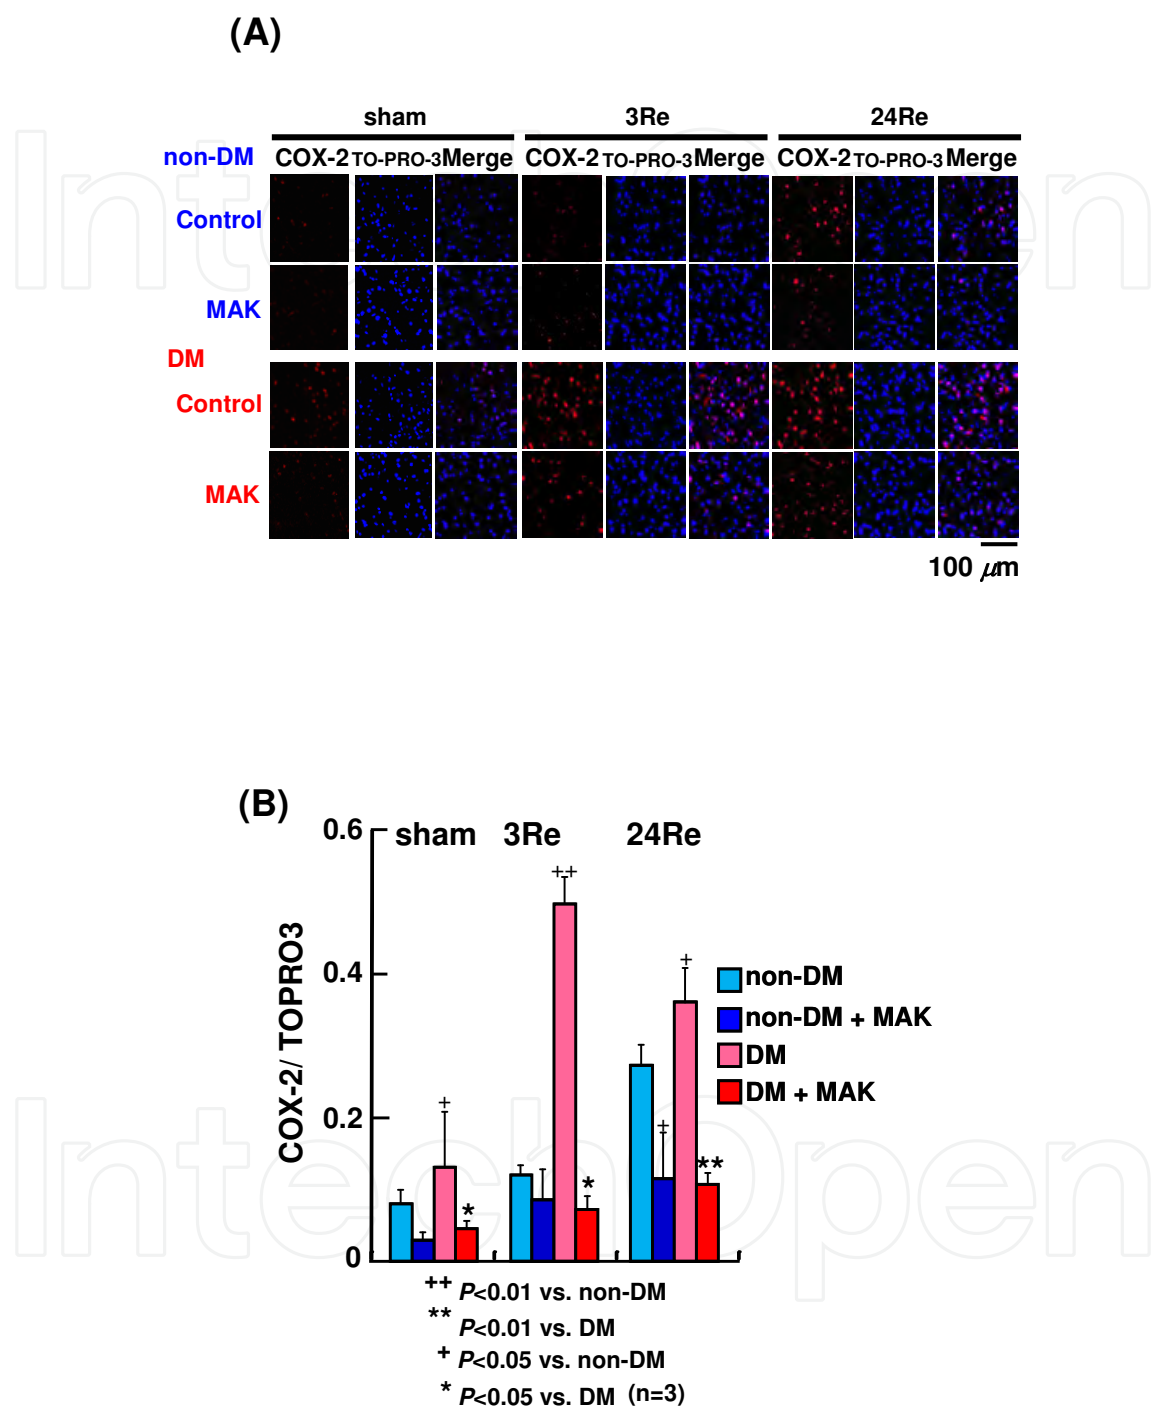 (A)
sham 3Re 24Re
non-DM COX-2 TO-PRO-3 Merge COX-2 TO-PRO-3 Merge COX-2 TO-PRO-3 Merge
Control
MAK
DM
Control
MAK
100 μm
(B)
0.6 sham 3Re 24Re
++
0.4
+
COX-2/ TOPRO3
non-DM
non-DM + MAK
DM
DM + MAK
0.2
+
+
**
*
*
0
++ P<0.01 vs. non-DM
** P<0.01 vs. DM
+ P<0.05 vs. non-DM
* P<0.05 vs. DM (n=3)
IntechOpen
IntechOpen